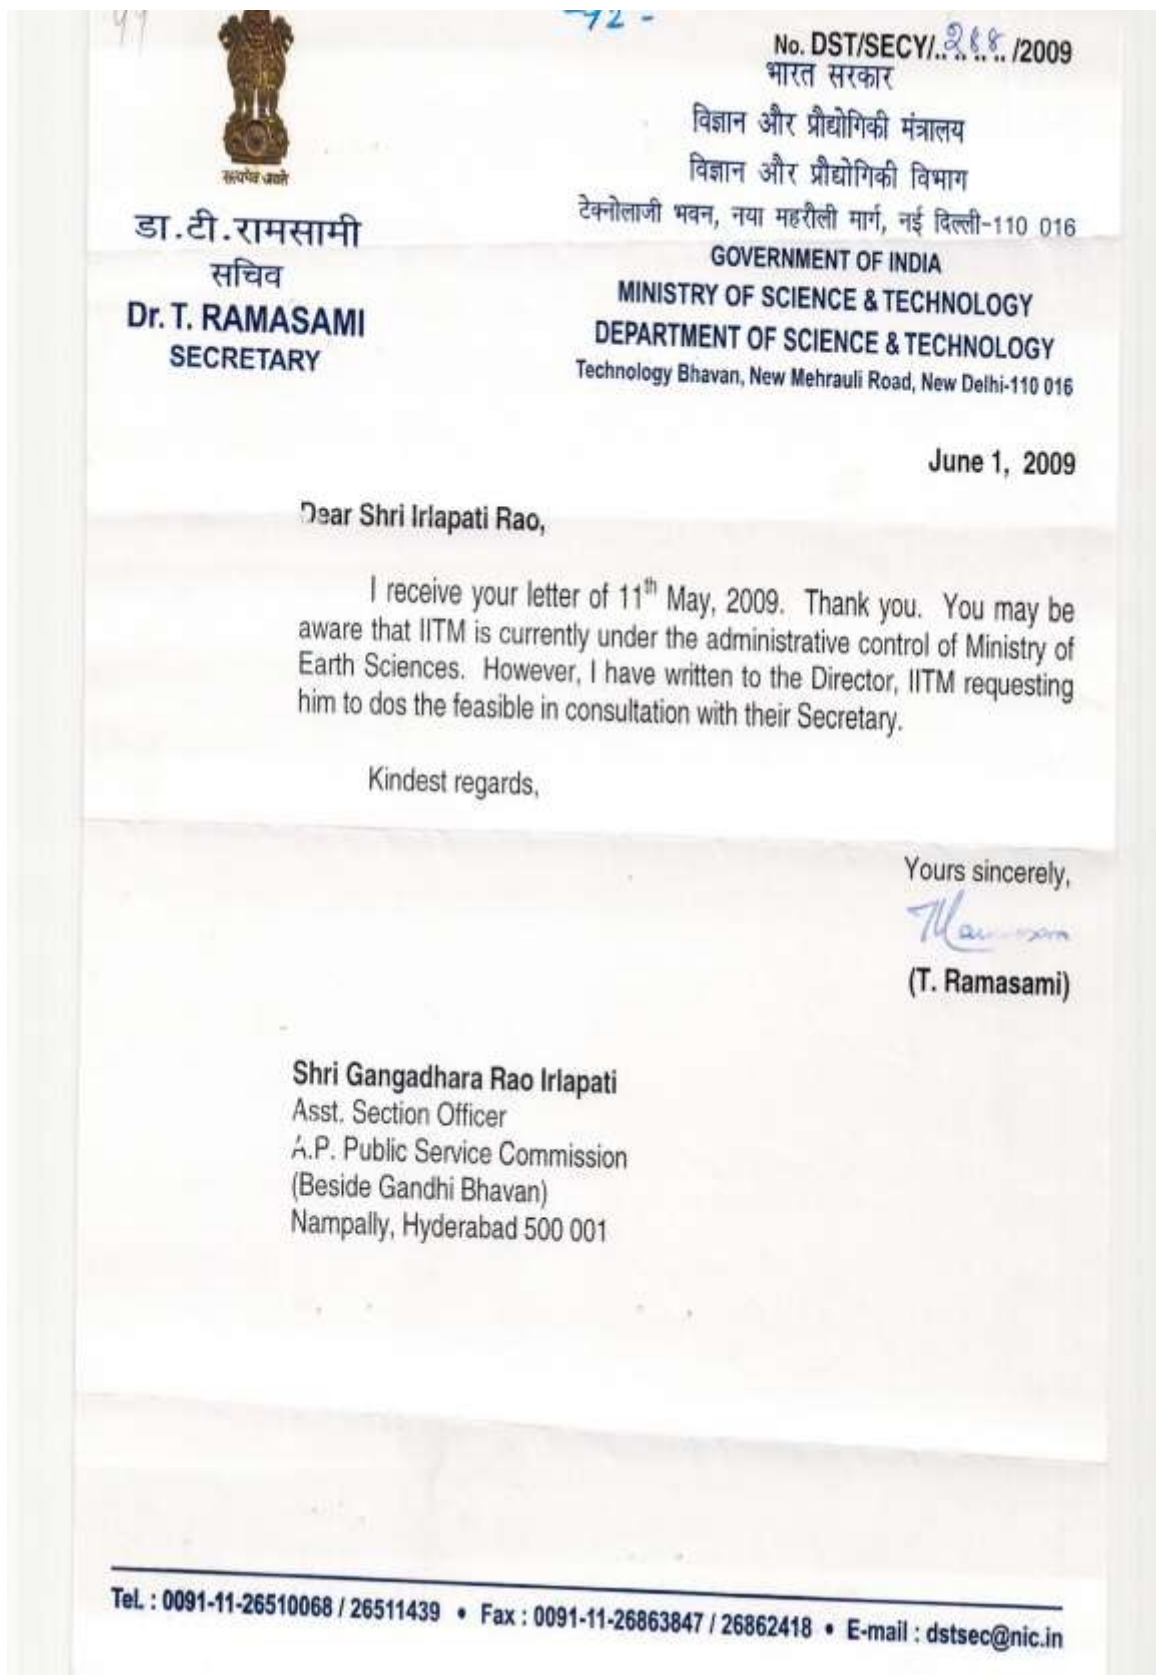 No. DST/SECY/......../2009
भारत सरकार
विज्ञान और प्रौद्योगिकी मंत्रालय
विज्ञान और प्रौद्योगिकी विभाग
टेक्नोलाजी भवन, नया महरौली मार्ग, नई दिल्ली-110 016
GOVERNMENT OF INDIA
MINISTRY OF SCIENCE & TECHNOLOGY
DEPARTMENT OF SCIENCE & TECHNOLOGY
Technology Bhavan, New Mehrauli Road, New Delhi-110 016
सत्यमेव जयते
डा.टी.रामसामी
सचिव
Dr. T. RAMASAMI
SECRETARY
June 1, 2009
Dear Shri Irlapati Rao,
I receive your letter of 11th May, 2009. Thank you. You may be
aware that IITM is currently under the administrative control of Ministry of
Earth Sciences. However, I have written to the Director, IITM requesting
him to dos the feasible in consultation with their Secretary.
Kindest regards,
Yours sincerely,
(T. Ramasami)
Shri Gangadhara Rao Irlapati
Asst. Section Officer
A.P. Public Service Commission
(Beside Gandhi Bhavan)
Nampally, Hyderabad 500 001
Tel. : 0091-11-26510068 / 26511439 • Fax : 0091-11-26863847 / 26862418 • E-mail : dstsec@nic.in